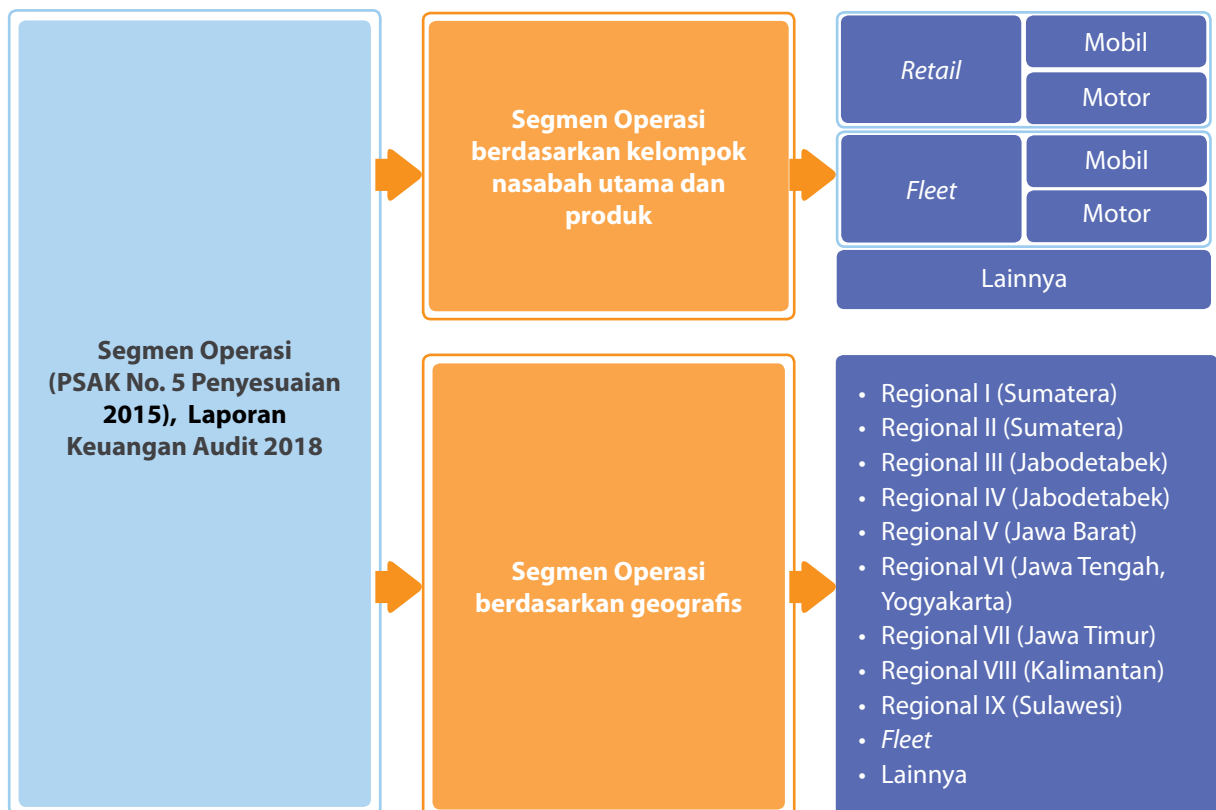 Segmen Operasi
(PSAK No. 5 Penyesuaian
2015), Laporan
Keuangan Audit 2018
Segmen Operasi
berdasarkan kelompok
nasabah utama dan
produk
Retail
Mobil
Motor
Fleet
Mobil
Motor
Lainnya
Segmen Operasi
berdasarkan geografis
• Regional I (Sumatera)
• Regional II (Sumatera)
• Regional III (Jabodetabek)
• Regional IV (Jabodetabek)
• Regional V (Jawa Barat)
• Regional VI (Jawa Tengah,
Yogyakarta)
• Regional VII (Jawa Timur)
• Regional VIII (Kalimantan)
• Regional IX (Sulawesi)
• Fleet
• Lainnya